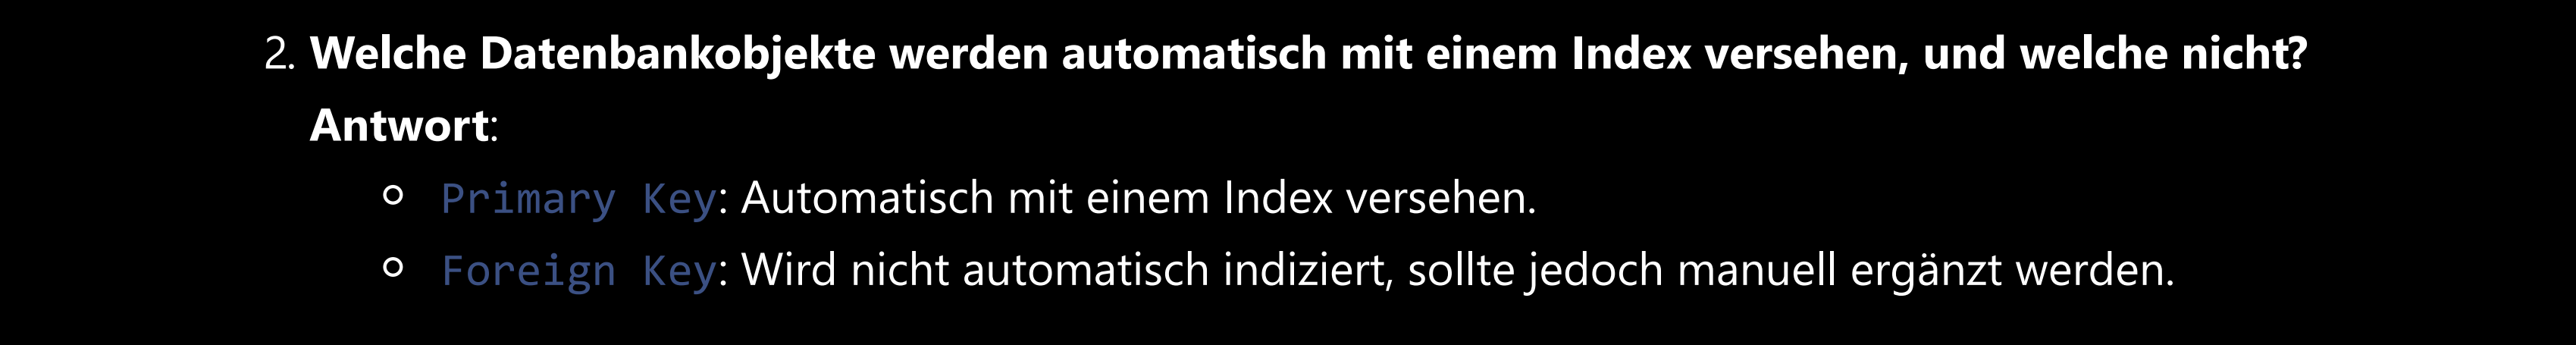 2. Welche Datenbankobjekte werden automatisch mit einem Index versehen, und welche nicht?
Antwort:
Primary Key: Automatisch mit einem Index versehen.
Foreign Key: Wird nicht automatisch indiziert, sollte jedoch manuell ergänzt werden.